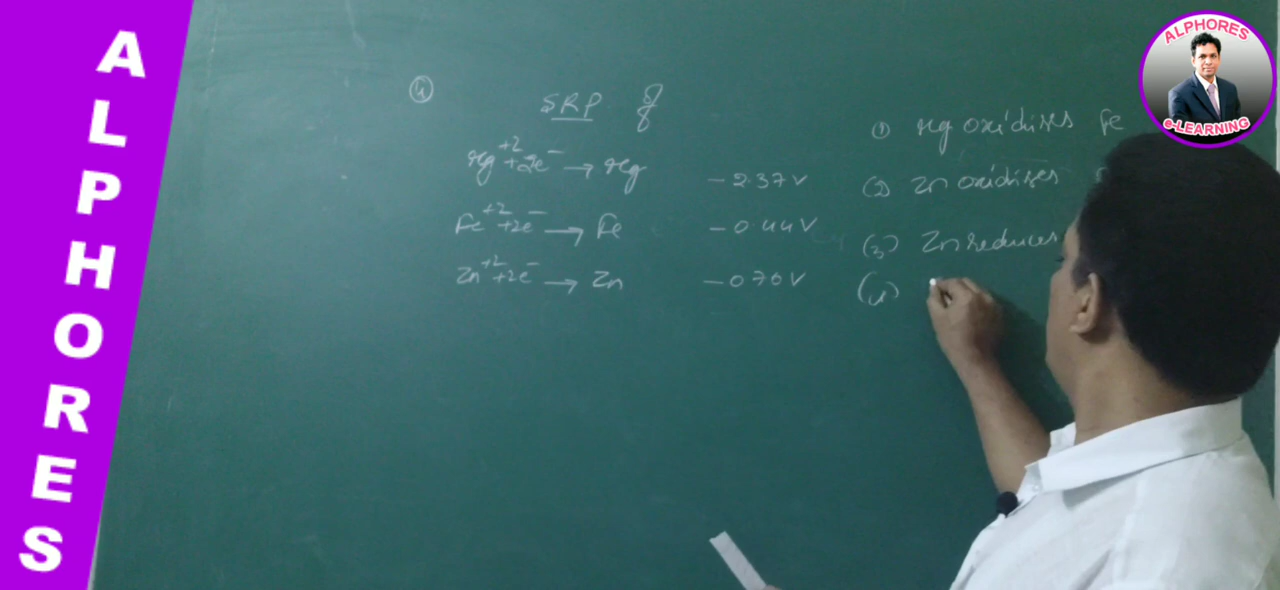 ALPHORES
ALPHORES
e-LEARNING
(4)
SRP of
Mg⁺² + 2e⁻ → Mg −2.37V
Fe⁺² + 2e⁻ → Fe −0.44V
Zn⁺² + 2e⁻ → Zn −0.76V
(1) Mg oxidises Fe
(2) Zn oxidises
(3) Zn reduces
(4)